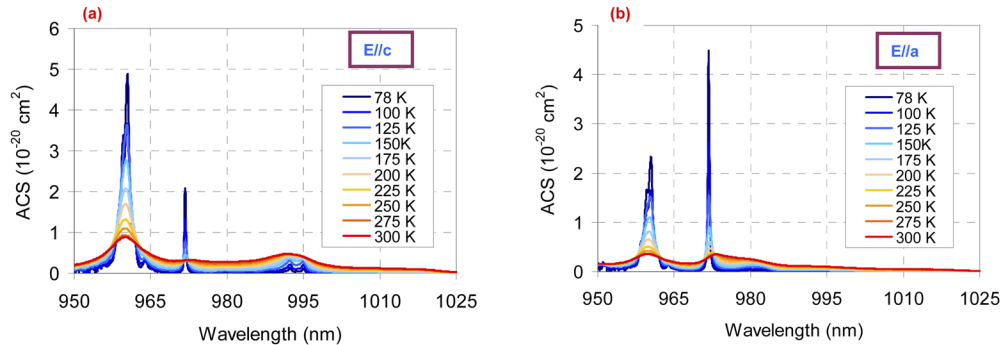 (a)
E//c
6
5
4
3
2
1
0
ACS (10⁻²⁰ cm²)
78 K
100 K
125 K
150K
175 K
200 K
225 K
250 K
275 K
300 K
950 965 980 995 1010 1025
Wavelength (nm)
(b)
E//a
5
4
3
2
1
0
ACS (10⁻²⁰ cm²)
78 K
100 K
125 K
150K
175 K
200 K
225 K
250 K
275 K
300 K
950 965 980 995 1010 1025
Wavelength (nm)